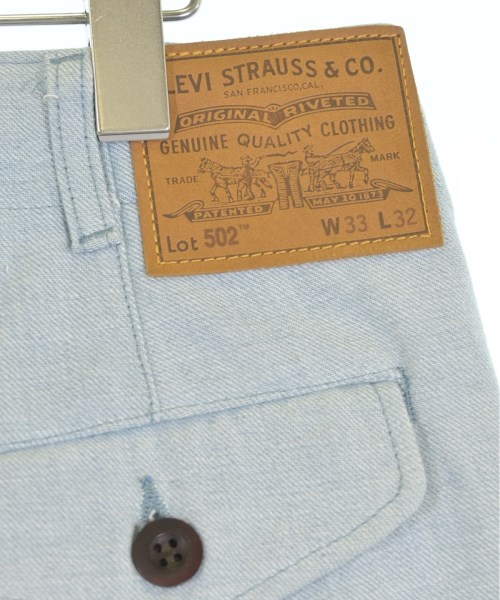 LEVI STRAUSS & CO.
SAN FRANCISCO, CAL.
ORIGINAL RIVETED
GENUINE QUALITY CLOTHING
TRADE MARK
PATENTED MAY 20 1873
Lot 502™ W33 L32